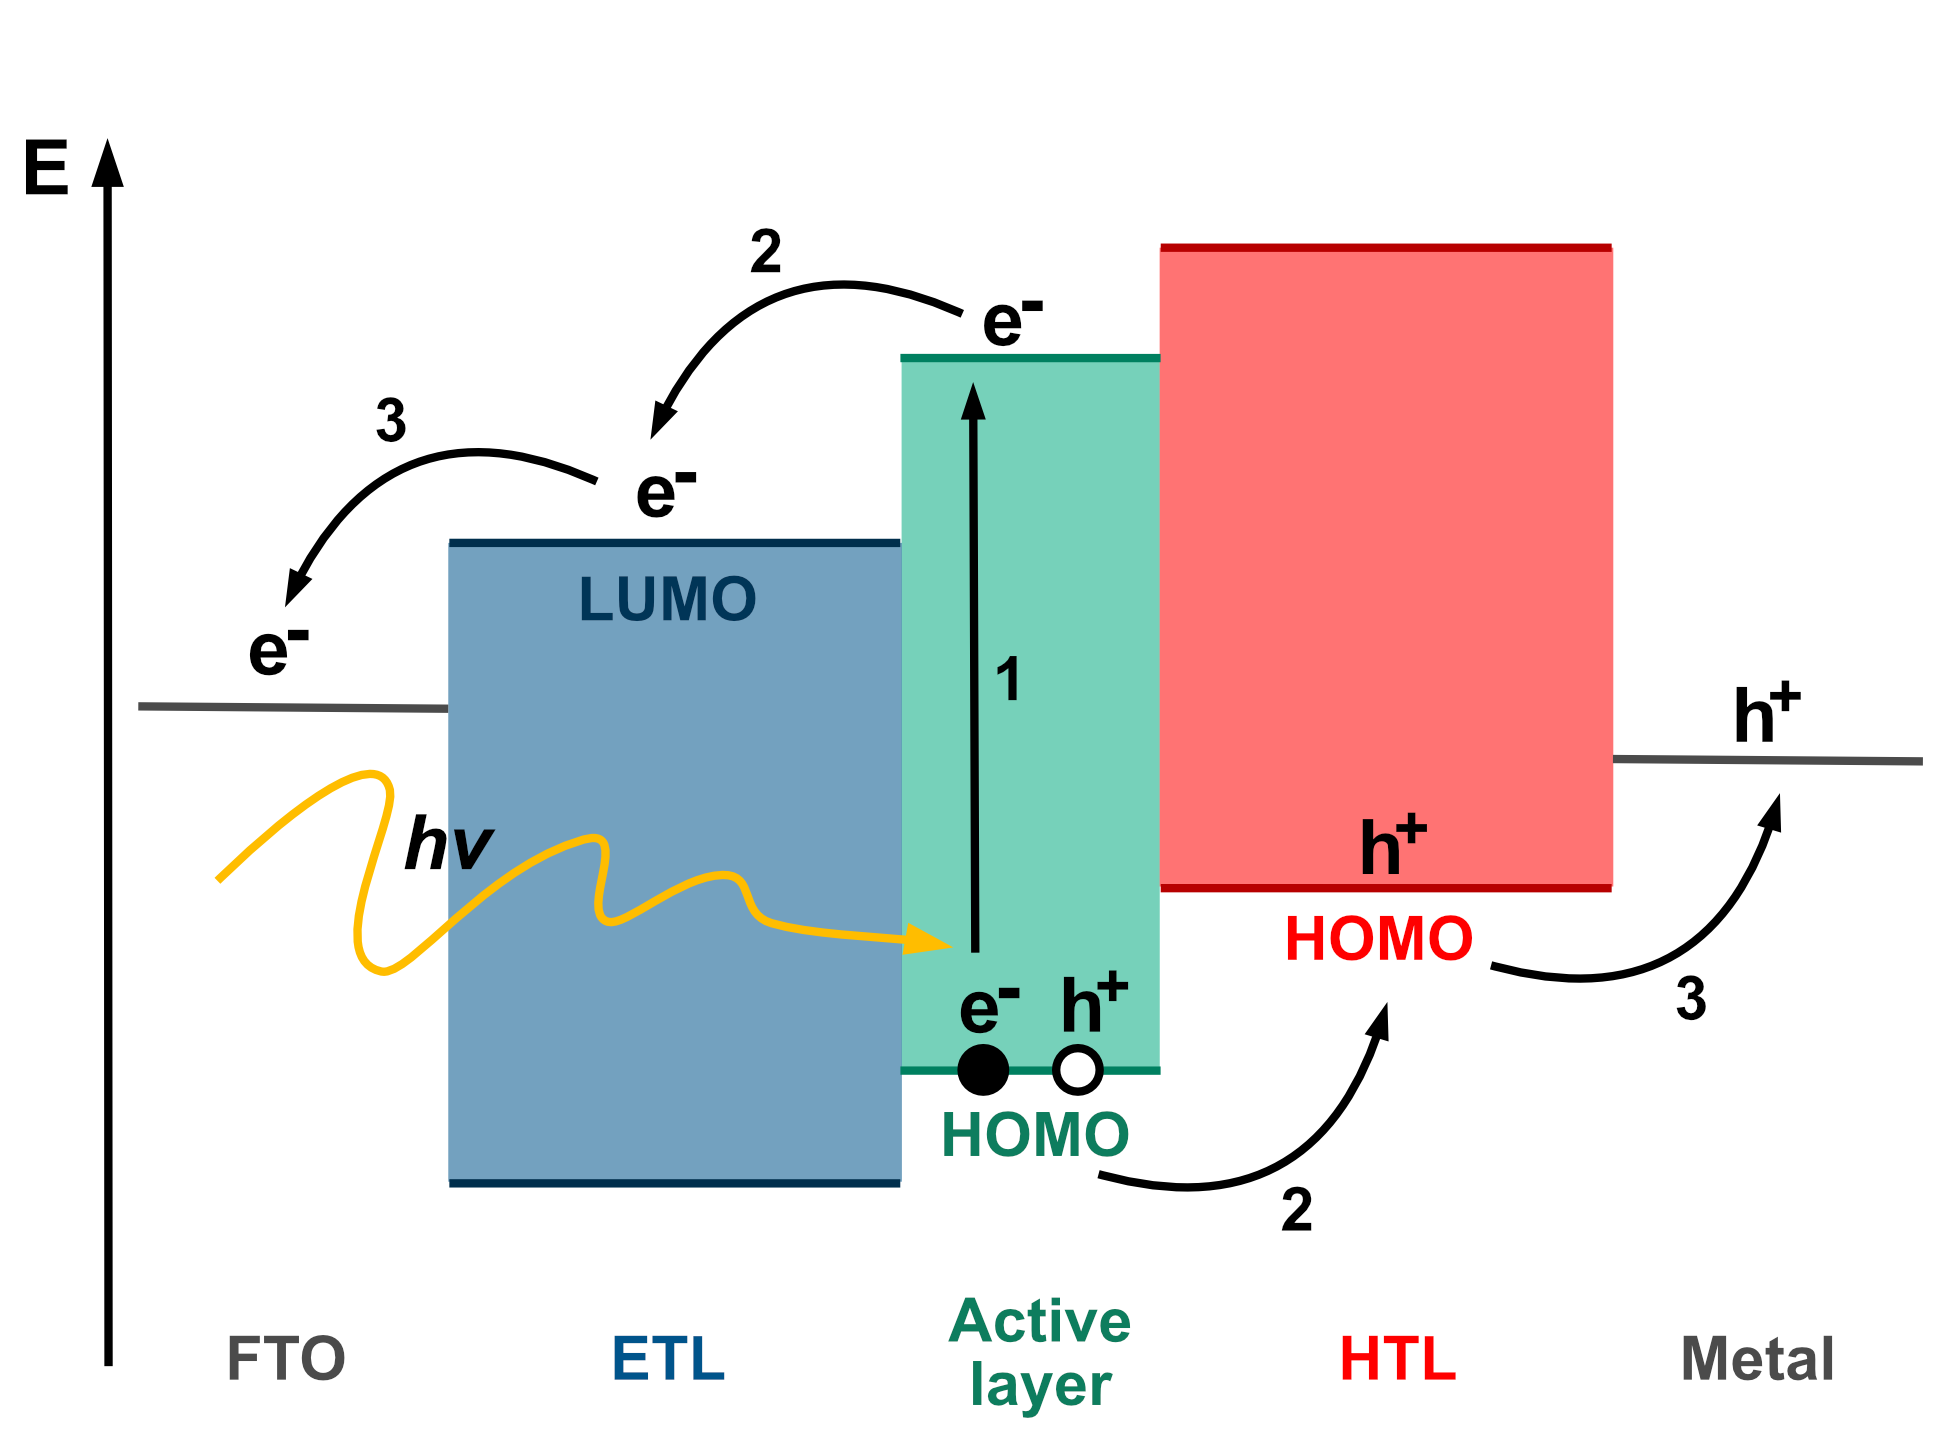 E
2
e-
3
e-
LUMO
e-
1
h+
hv
h+
HOMO
e- h+
3
HOMO
2
FTO
ETL
Active
layer
HTL
Metal